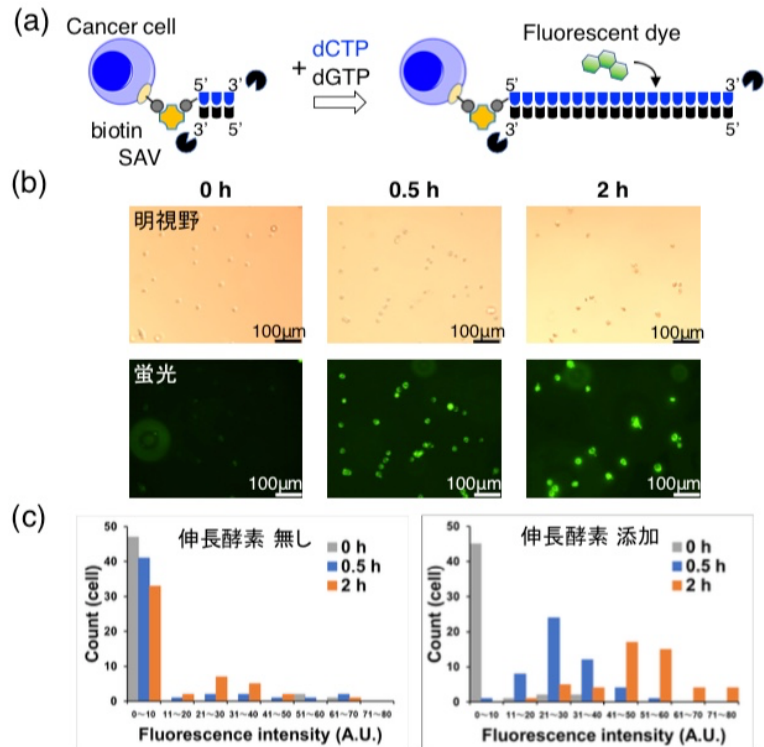 (a)
Cancer cell
biotin
SAV
5’
3’
3’
5’
+
dCTP
dGTP
Fluorescent dye
5’
3’
3’
5’
(b)
0 h
0.5 h
2 h
明視野
100μm
100μm
100μm
蛍光
100μm
100μm
100μm
(c)
伸長酵素 無し
0 h
0.5 h
2 h
Count (cell)
50
40
30
20
10
0
0～10 11～20 21～30 31～40 41～50 51～60 61～70 71～80
Fluorescence intensity (A.U.)
伸長酵素 添加
0 h
0.5 h
2 h
Count (cell)
50
40
30
20
10
0
0～10 11～20 21～30 31～40 41～50 51～60 61～70 71～80
Fluorescence intensity (A.U.)